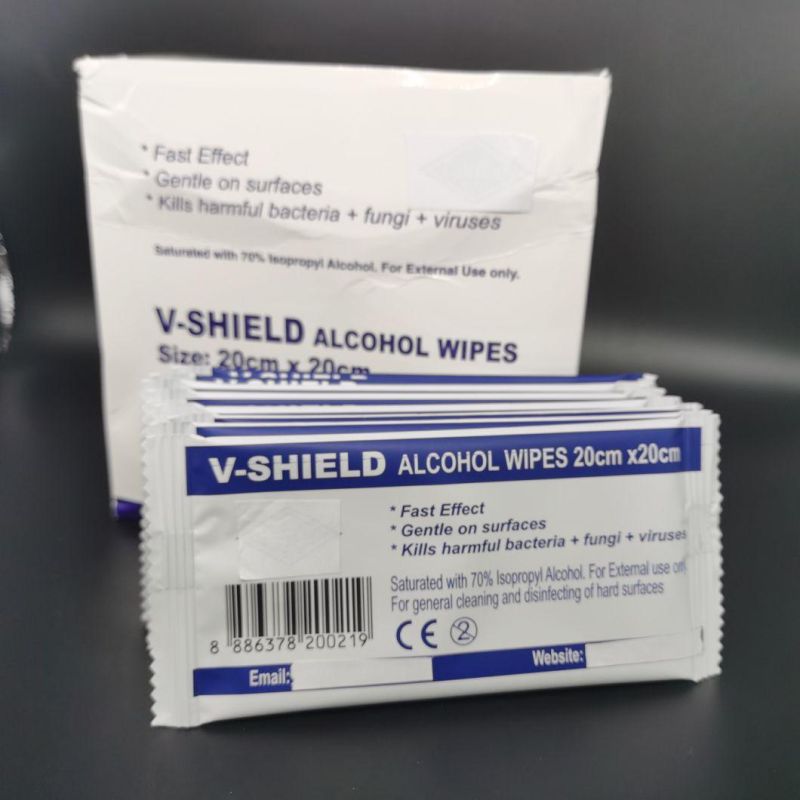 * Fast Effect
* Gentle on surfaces
* Kills harmful bacteria + fungi + viruses
Saturated with 70% Isopropyl Alcohol. For External Use only.
V-SHIELD ALCOHOL WIPES
Size: 20cm x 20cm
V-SHIELD ALCOHOL WIPES 20cm x20cm
* Fast Effect
* Gentle on surfaces
* Kills harmful bacteria + fungi + viruses
Saturated with 70% Isopropyl Alcohol. For External use on
For general cleaning and disinfecting of hard surfaces
8 886378 200219
CE 2
Email:
Website: